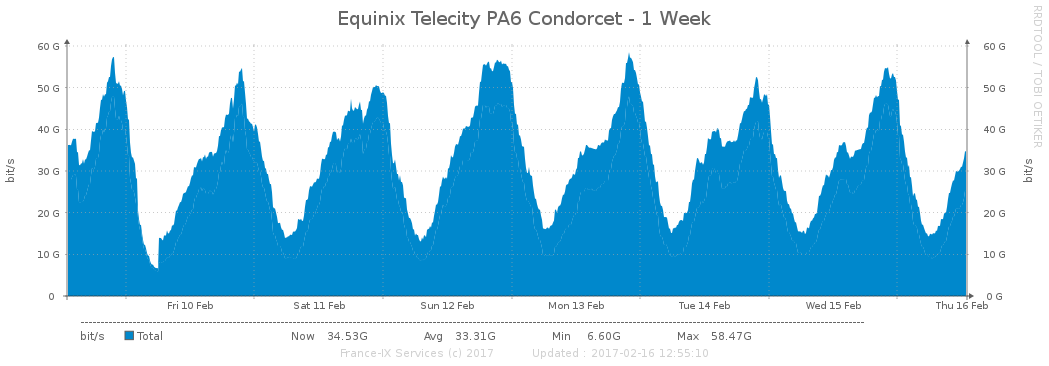 Equinix Telecity PA6 Condorcet - 1 Week
RRDTOOL / TOBI OETIKER
bit/s
60 G
50 G
40 G
30 G
20 G
10 G
0
60 G
50 G
40 G
30 G
20 G
10 G
0 G
bit/s
Fri 10 Feb Sat 11 Feb Sun 12 Feb Mon 13 Feb Tue 14 Feb Wed 15 Feb Thu 16 Feb
bit/s Total Now 34.53G Avg 33.31G Min 6.60G Max 58.47G
France-IX Services (c) 2017 Updated : 2017-02-16 12:55:10